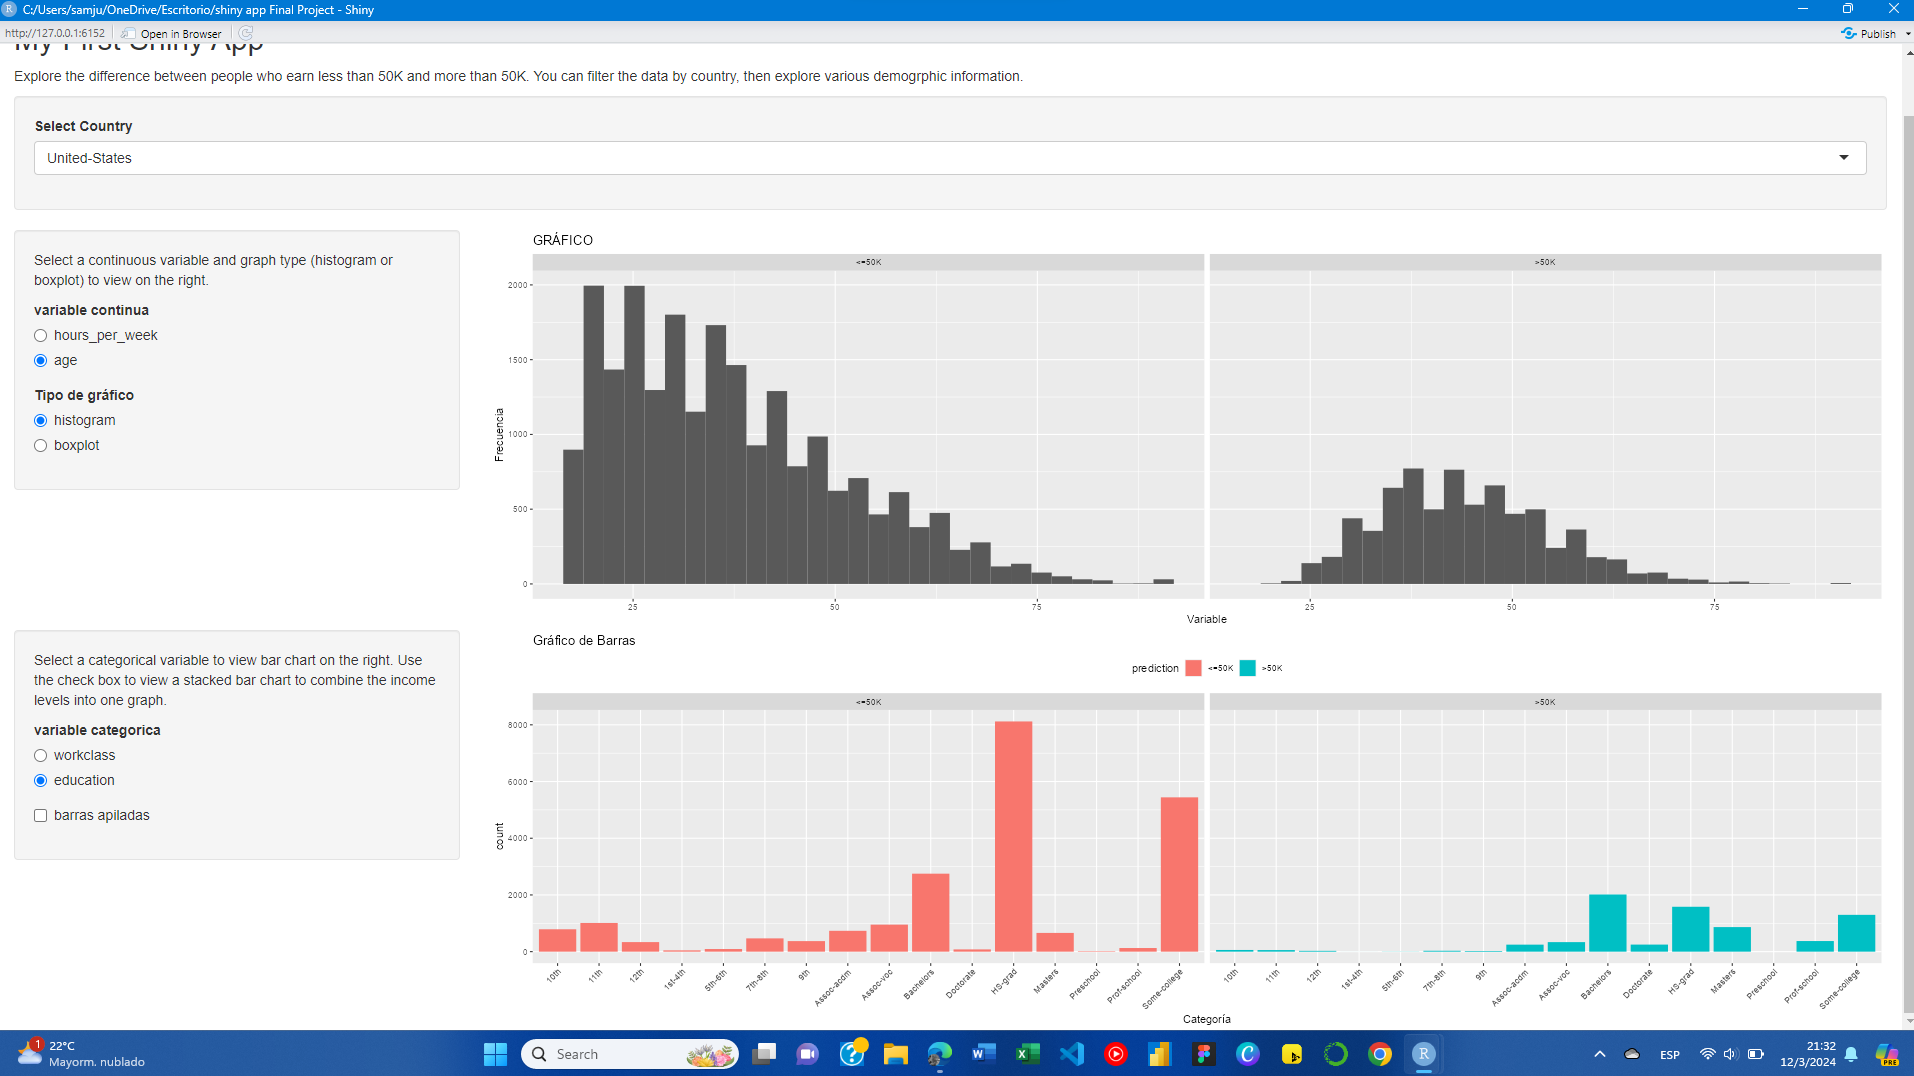 C:/Users/samju/OneDrive/Escritorio/shiny app Final Project - Shiny
http://127.0.0.1:6152
Open in Browser
Publish
My First Shiny App
Explore the difference between people who earn less than 50K and more than 50K. You can filter the data by country, then explore various demogrphic information.
Select Country
United-States
Select a continuous variable and graph type (histogram or
boxplot) to view on the right.
variable continua
hours_per_week
age
Tipo de gráfico
histogram
boxplot
GRÁFICO
<=50K
>50K
Frecuencia
2000
1500
1000
500
0
25
50
75
25
50
75
Variable
Select a categorical variable to view bar chart on the right. Use
the check box to view a stacked bar chart to combine the income
levels into one graph.
variable categorica
workclass
education
barras apiladas
Gráfico de Barras
prediction
<=50K
>50K
<=50K
>50K
count
8000
6000
4000
2000
0
10th
11th
12th
1st-4th
5th-6th
7th-8th
9th
Assoc-acdm
Assoc-voc
Bachelors
Doctorate
HS-grad
Masters
Preschool
Prof-school
Some-college
10th
11th
12th
1st-4th
5th-6th
7th-8th
9th
Assoc-acdm
Assoc-voc
Bachelors
Doctorate
HS-grad
Masters
Preschool
Prof-school
Some-college
Categoría
1
22°C
Mayorm. nublado
Search
ESP
21:32
12/3/2024
PRE